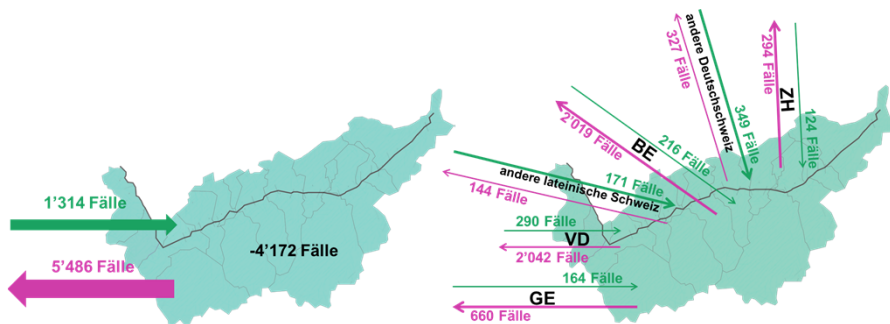 1’314 Fälle
5’486 Fälle
-4’172 Fälle
327 Fälle
andere Deutschschweiz
349 Fälle
294 Fälle
ZH
124 Fälle
2’019 Fälle
BE
216 Fälle
andere lateinische Schweiz
171 Fälle
144 Fälle
290 Fälle
VD
2’042 Fälle
164 Fälle
GE
660 Fälle